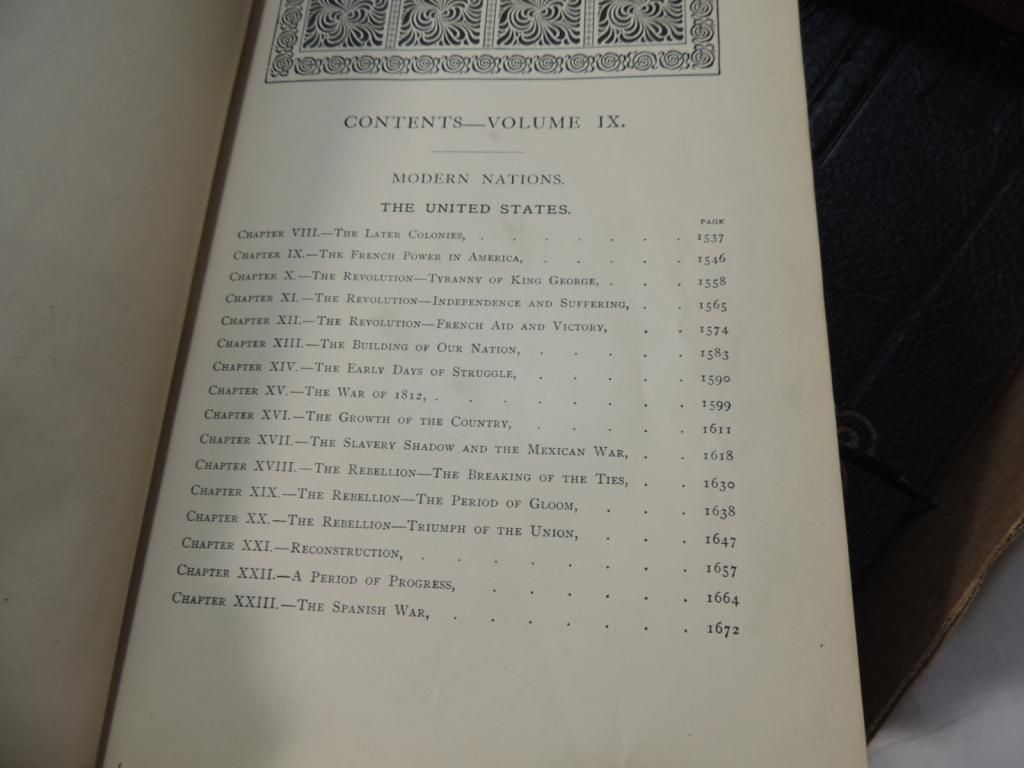 CONTENTS—VOLUME IX.
MODERN NATIONS.
THE UNITED STATES.
PAGE
CHAPTER VIII.—THE LATER COLONIES, . . . . . . . 1537
CHAPTER IX.—THE FRENCH POWER IN AMERICA, . . . . . 1546
CHAPTER X.—THE REVOLUTION—TYRANNY OF KING GEORGE, . . . 1558
CHAPTER XI.—THE REVOLUTION—INDEPENDENCE AND SUFFERING, . . 1565
CHAPTER XII.—THE REVOLUTION—FRENCH AID AND VICTORY, . . 1574
CHAPTER XIII.—THE BUILDING OF OUR NATION, . . . . . 1583
CHAPTER XIV.—THE EARLY DAYS OF STRUGGLE, . . . . . 1590
CHAPTER XV.—THE WAR OF 1812, . . . . . . . . 1599
CHAPTER XVI.—THE GROWTH OF THE COUNTRY, . . . . . 1611
CHAPTER XVII.—THE SLAVERY SHADOW AND THE MEXICAN WAR, . . 1618
CHAPTER XVIII.—THE REBELLION—THE BREAKING OF THE TIES, . . 1630
CHAPTER XIX.—THE REBELLION—THE PERIOD OF GLOOM, . . . 1638
CHAPTER XX.—THE REBELLION—TRIUMPH OF THE UNION, . . . 1647
CHAPTER XXI.—RECONSTRUCTION, . . . . . . . . 1657
CHAPTER XXII.—A PERIOD OF PROGRESS, . . . . . . 1664
CHAPTER XXIII.—THE SPANISH WAR, . . . . . . . 1672